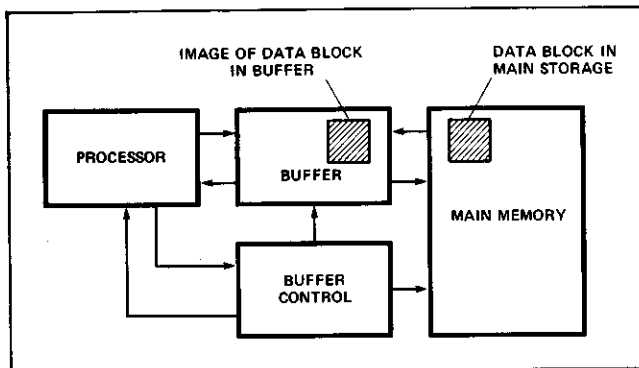 IMAGE OF DATA BLOCK
IN BUFFER
DATA BLOCK IN
MAIN STORAGE
PROCESSOR
BUFFER
MAIN MEMORY
BUFFER
CONTROL